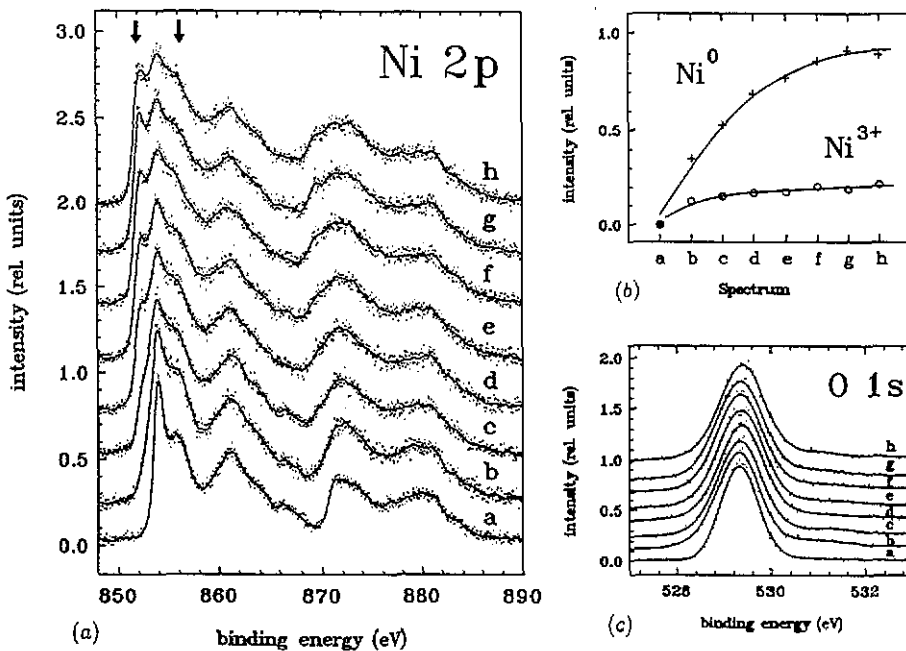 3.0
2.5
2.0
1.5
1.0
0.5
0.0
intensity (rel. units)
Ni 2p
h
g
f
e
d
c
b
a
850 860 870 880 890
(a) binding energy (eV)
1.0
0.5
0.0
intensity (rel. units)
Ni⁰
Ni³⁺
a b c d e f g h
(b) Spectrum
2.0
1.5
1.0
0.5
0.0
intensity (rel. units)
O 1s
h
g
f
e
d
c
b
a
528 530 532
(c) binding energy (eV)